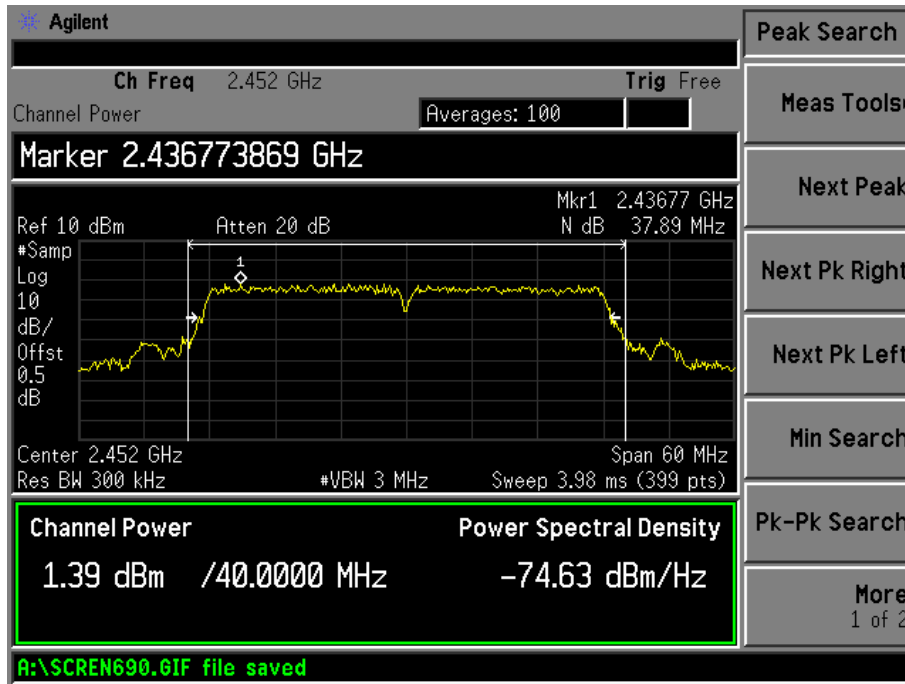 Agilent
Peak Search
Ch Freq 2.452 GHz Trig Free
Channel Power Averages: 100
Meas Tools
Marker 2.436773869 GHz
Next Peak
Mkr1 2.43677 GHz
Ref 10 dBm Atten 20 dB N dB 37.89 MHz
#Samp
Log
10
dB/
Offst
0.5
dB
1
Next Pk Right
Next Pk Left
Center 2.452 GHz Span 60 MHz
Res BW 300 kHz #VBW 3 MHz Sweep 3.98 ms (399 pts)
Min Search
Channel Power Power Spectral Density
1.39 dBm /40.0000 MHz -74.63 dBm/Hz
Pk-Pk Search
More
1 of 2
A:\SCREN690.GIF file saved